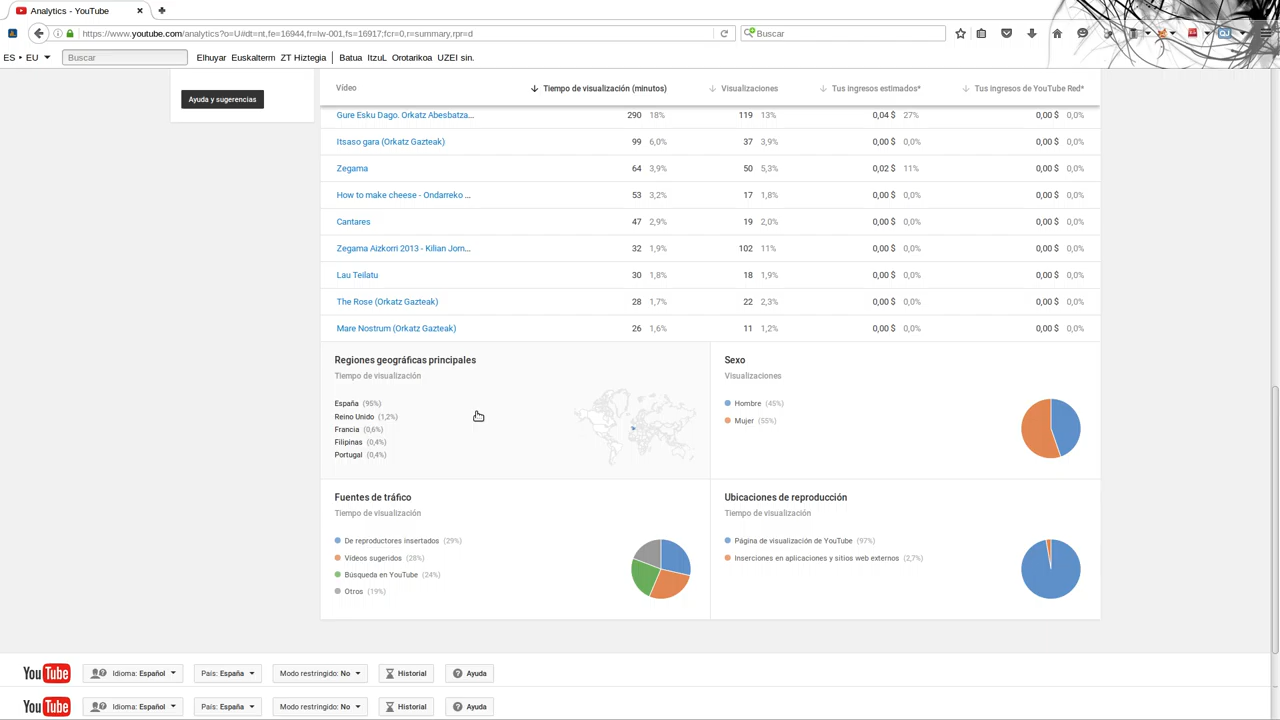 Analytics - YouTube
https://www.youtube.com/analytics?o=U#dt=nt,fe=16944,fr=lw-001,fs=16917;fcr=0,r=summary,rpr=d
Buscar
ES ▸ EU
Buscar
Elhuyar Euskalterm ZT Hiztegia
Batua ItzuL Orotarikoa UZEI sin.
Ayuda y sugerencias
Vídeo Tiempo de visualización (minutos) Visualizaciones Tus ingresos estimados* Tus ingresos de YouTube Red*
Gure Esku Dago. Orkatz Abesbatza... 290 18% 119 13% 0,04 $ 27% 0,00 $ 0,0%
Itsaso gara (Orkatz Gazteak) 99 6,0% 37 3,9% 0,00 $ 0,0% 0,00 $ 0,0%
Zegama 64 3,9% 50 5,3% 0,02 $ 11% 0,00 $ 0,0%
How to make cheese - Ondarreko ... 53 3,2% 17 1,8% 0,00 $ 0,0% 0,00 $ 0,0%
Cantares 47 2,9% 19 2,0% 0,00 $ 0,0% 0,00 $ 0,0%
Zegama Aizkorri 2013 - Kilian Jorn... 32 1,9% 102 11% 0,00 $ 0,0% 0,00 $ 0,0%
Lau Teilatu 30 1,8% 18 1,9% 0,00 $ 0,0% 0,00 $ 0,0%
The Rose (Orkatz Gazteak) 28 1,7% 22 2,3% 0,00 $ 0,0% 0,00 $ 0,0%
Mare Nostrum (Orkatz Gazteak) 26 1,6% 11 1,2% 0,00 $ 0,0% 0,00 $ 0,0%
Regiones geográficas principales
Tiempo de visualización
España (95%)
Reino Unido (1,2%)
Francia (0,6%)
Filipinas (0,4%)
Portugal (0,4%)
Sexo
Visualizaciones
Hombre (45%)
Mujer (55%)
Fuentes de tráfico
Tiempo de visualización
De reproductores insertados (29%)
Vídeos sugeridos (28%)
Búsqueda en YouTube (24%)
Otros (19%)
Ubicaciones de reproducción
Tiempo de visualización
Página de visualización de YouTube (97%)
Inserciones en aplicaciones y sitios web externos (2,7%)
YouTube Idioma: Español País: España Modo restringido: No Historial Ayuda
YouTube Idioma: Español País: España Modo restringido: No Historial Ayuda